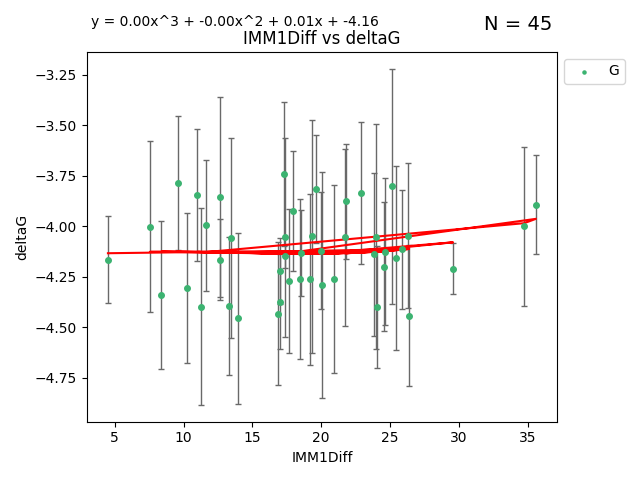 y = 0.00x^3 + -0.00x^2 + 0.01x + -4.16
N = 45
IMM1Diff vs deltaG
G
deltaG
−3.25
−3.50
−3.75
−4.00
−4.25
−4.50
−4.75
5 10 15 20 25 30 35
IMM1Diff